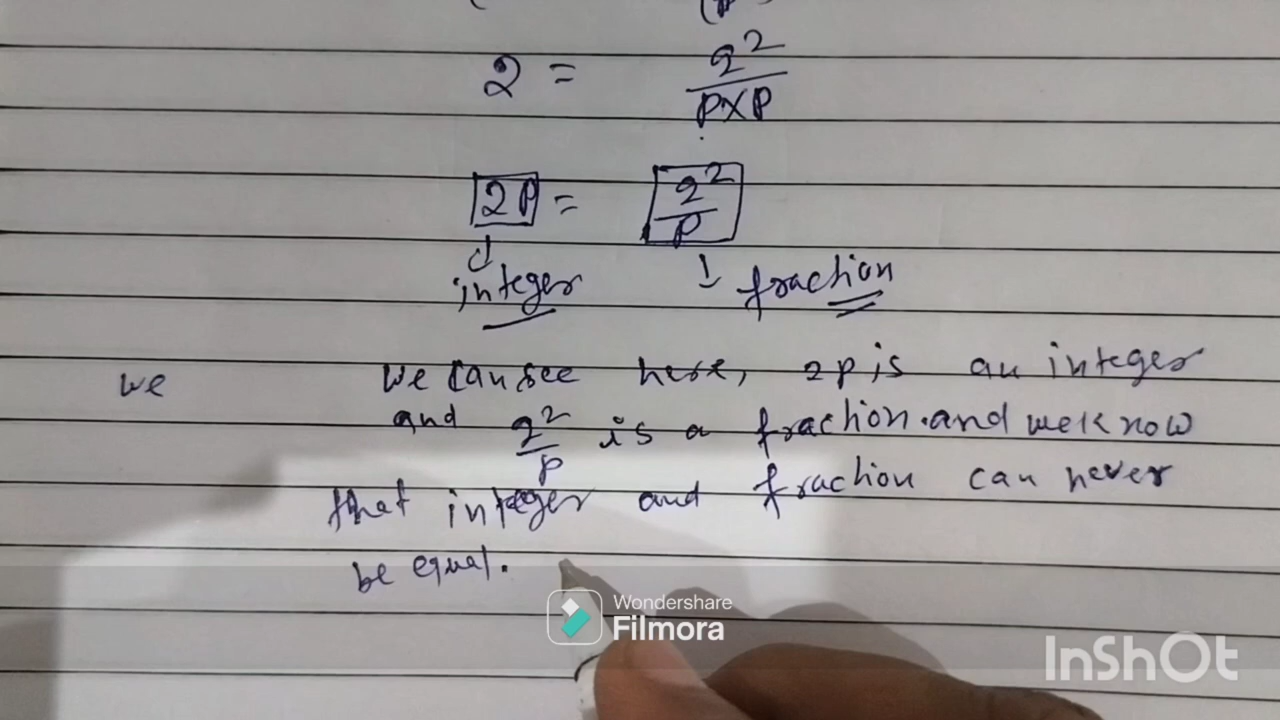 2 = q²/P×P
2P = q²/P
integer fraction
we we can see here, 2p is an integer
and q²/p is a fraction. and we know
that integer and fraction can never
be equal.
Wondershare
Filmora
InShOt